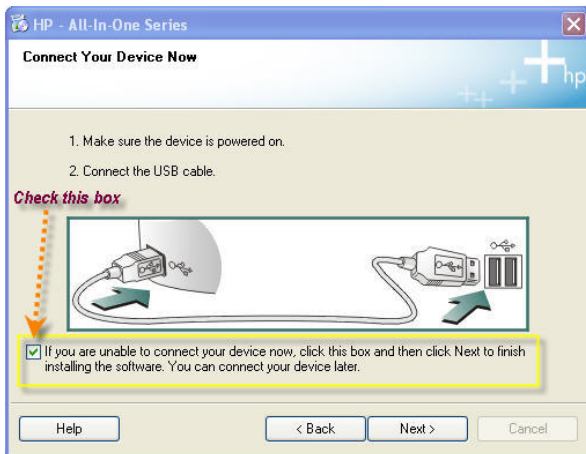 HP - All-In-One Series
Connect Your Device Now
hp
1. Make sure the device is powered on.
2. Connect the USB cable.
Check this box
If you are unable to connect your device now, click this box and then click Next to finish
installing the software. You can connect your device later.
Help
< Back
Next >
Cancel